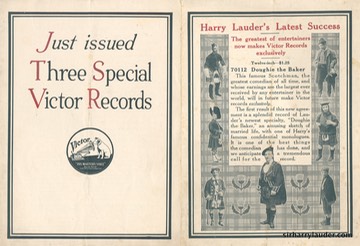 Just issued
Three Special
Victor Records
Victor
Harry Lauder's Latest Success
The greatest of entertainers
now makes Victor Records
exclusively
Twelve-inch—$1.25
70112 Doughie the Baker
This famous Scotchman, the
greatest comedian of all time, and
whose earnings are the largest ever
received by any entertainer in the
world, will in future make Victor
records exclusively.
The first result of this new agree-
ment is a splendid record of Lau-
der's newest specialty, "Doughie
the Baker," an amusing sketch of
married life, with one of Harry's
famous confidential monologues.
It is one of the best things
the comedian has done, and
we anticipate a tremendous
call for the record.
sirharrylauder.com